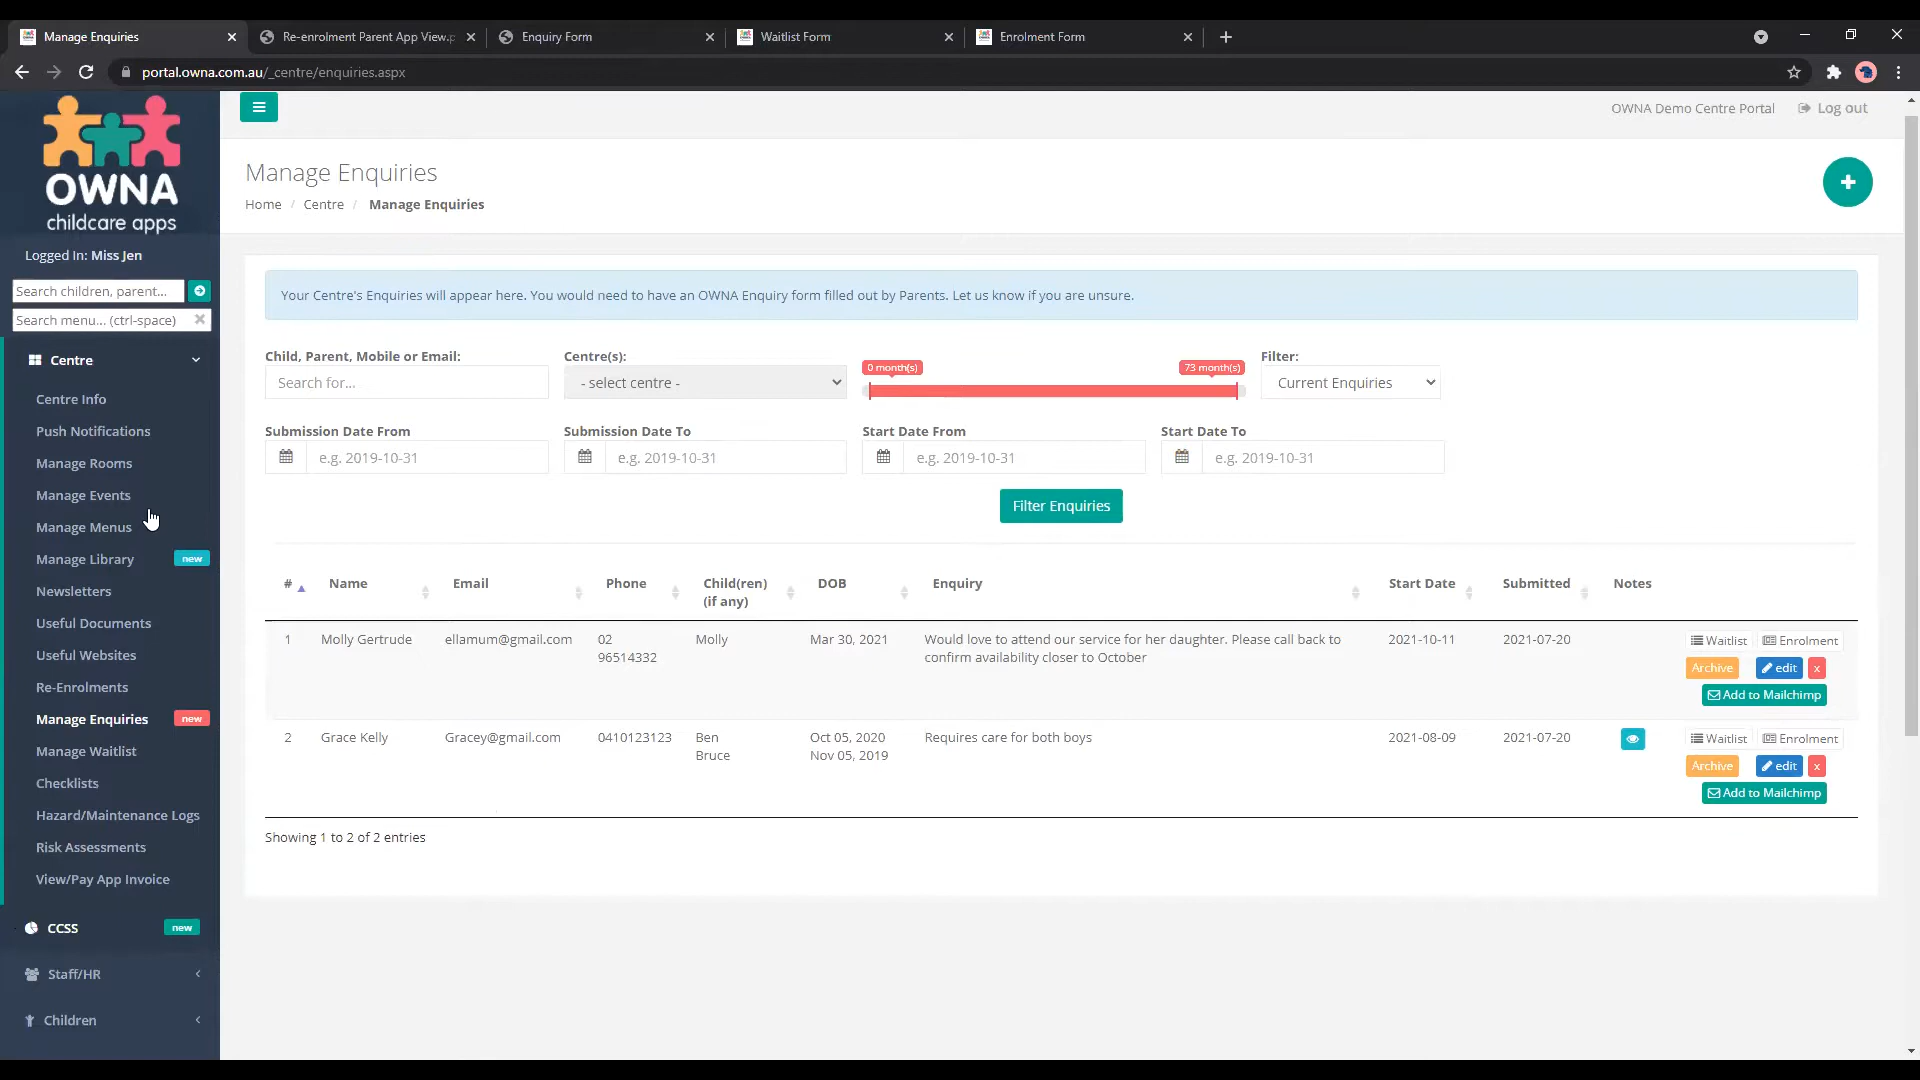 Manage Enquiries
Re-enrolment Parent App View.p
Enquiry Form
Waitlist Form
Enrolment Form
portal.owna.com.au/_centre/enquiries.aspx
OWNA
childcare apps
Logged In: Miss Jen
Search children, parent...
Search menu... (ctrl-space)
Centre
Centre Info
Push Notifications
Manage Rooms
Manage Events
Manage Menus
Manage Library new
Newsletters
Useful Documents
Useful Websites
Re-Enrolments
Manage Enquiries new
Manage Waitlist
Checklists
Hazard/Maintenance Logs
Risk Assessments
View/Pay App Invoice
CCSS new
Staff/HR
Children
OWNA Demo Centre Portal Log out
Manage Enquiries
Home / Centre / Manage Enquiries
Your Centre's Enquiries will appear here. You would need to have an OWNA Enquiry form filled out by Parents. Let us know if you are unsure.
Child, Parent, Mobile or Email: Centre(s): 0 month(s) 73 month(s) Filter:
Search for... - select centre - Current Enquiries
Submission Date From Submission Date To Start Date From Start Date To
e.g. 2019-10-31 e.g. 2019-10-31 e.g. 2019-10-31 e.g. 2019-10-31
Filter Enquiries
# Name Email Phone Child(ren) DOB Enquiry Start Date Submitted Notes
(if any)
1 Molly Gertrude ellamum@gmail.com 02 Molly Mar 30, 2021 Would love to attend our service for her daughter. Please call back to 2021-10-11 2021-07-20 Waitlist Enrolment
96514332 confirm availability closer to October
Archive edit x
Add to Mailchimp
2 Grace Kelly Gracey@gmail.com 0410123123 Ben Oct 05, 2020 Requires care for both boys 2021-08-09 2021-07-20 Waitlist Enrolment
Bruce Nov 05, 2019
Archive edit x
Add to Mailchimp
Showing 1 to 2 of 2 entries